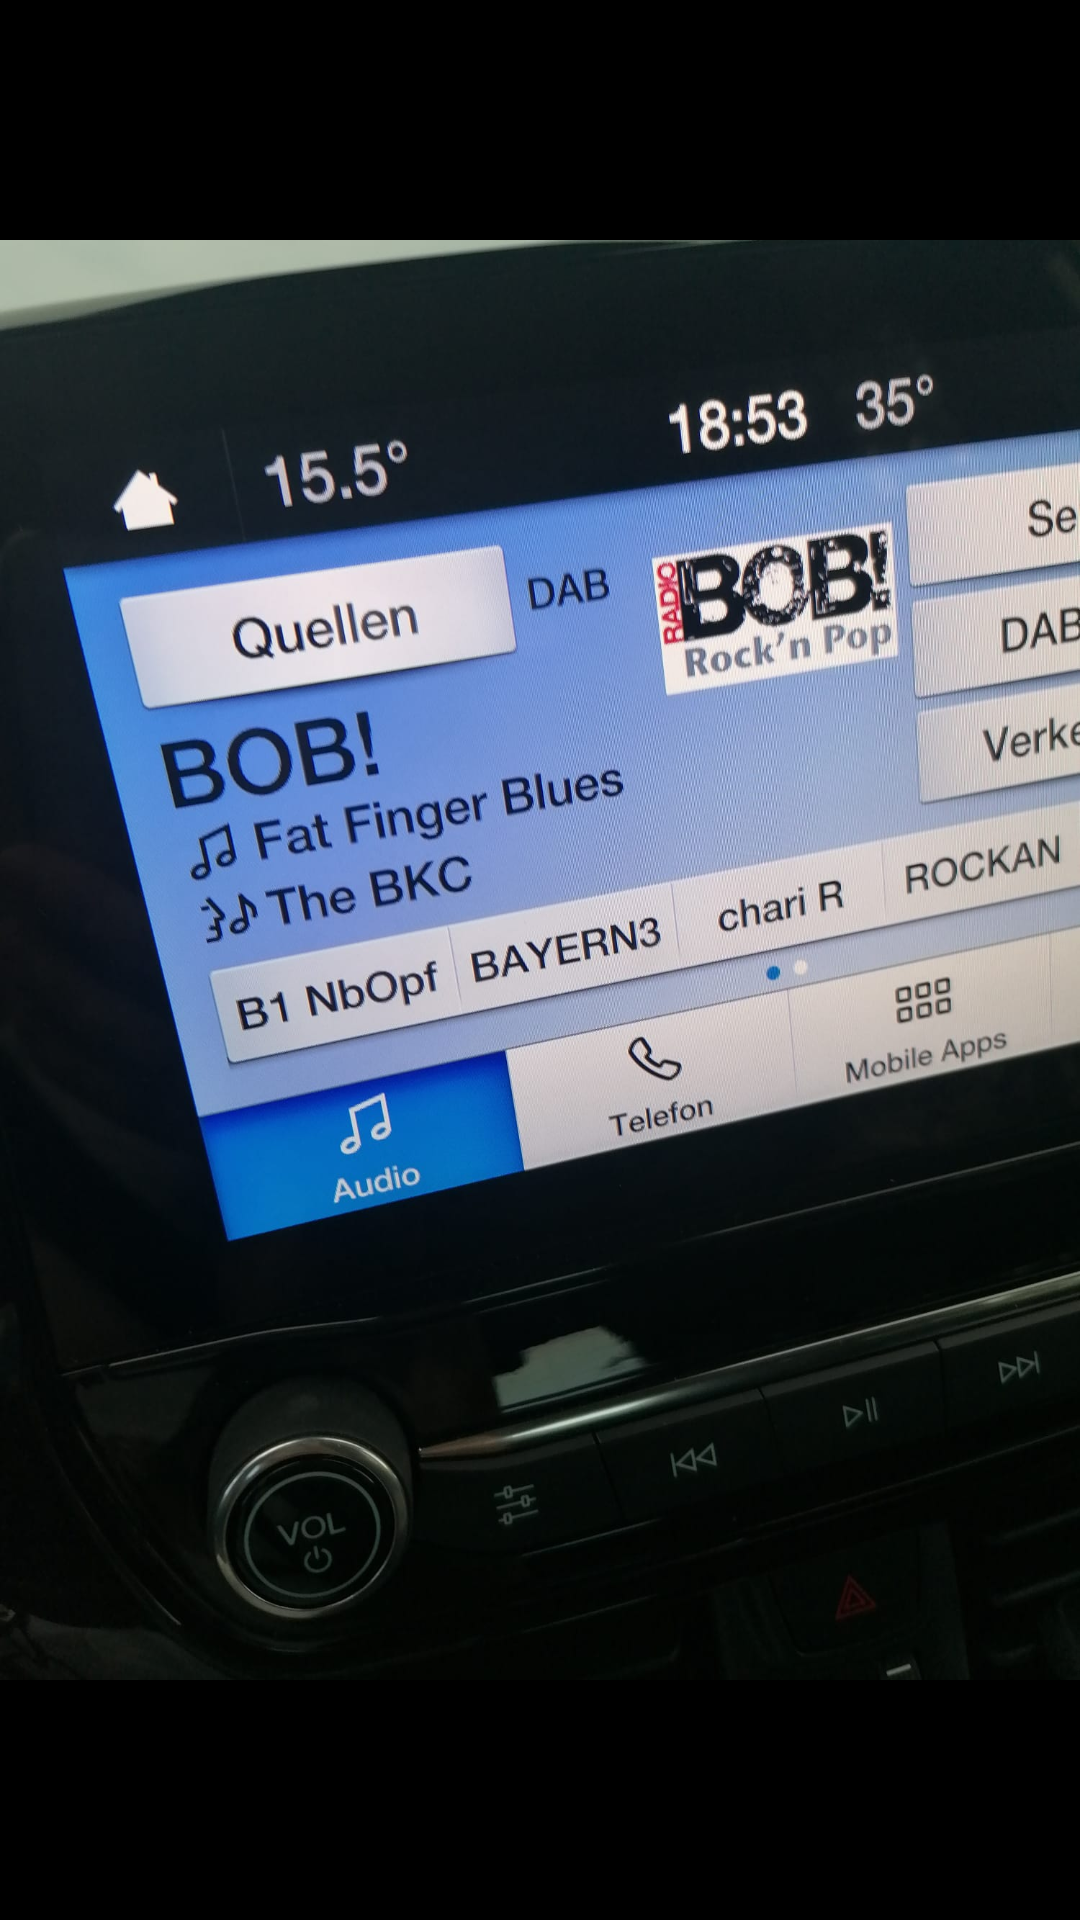 15.5° 18:53 35°
Quellen DAB
RADIO BOB!
Rock'n Pop
BOB!
Fat Finger Blues
The BKC
B1 NbOpf BAYERN3 chari R ROCKAN
Audio Telefon Mobile Apps
VOL
Se
DAB
Verke